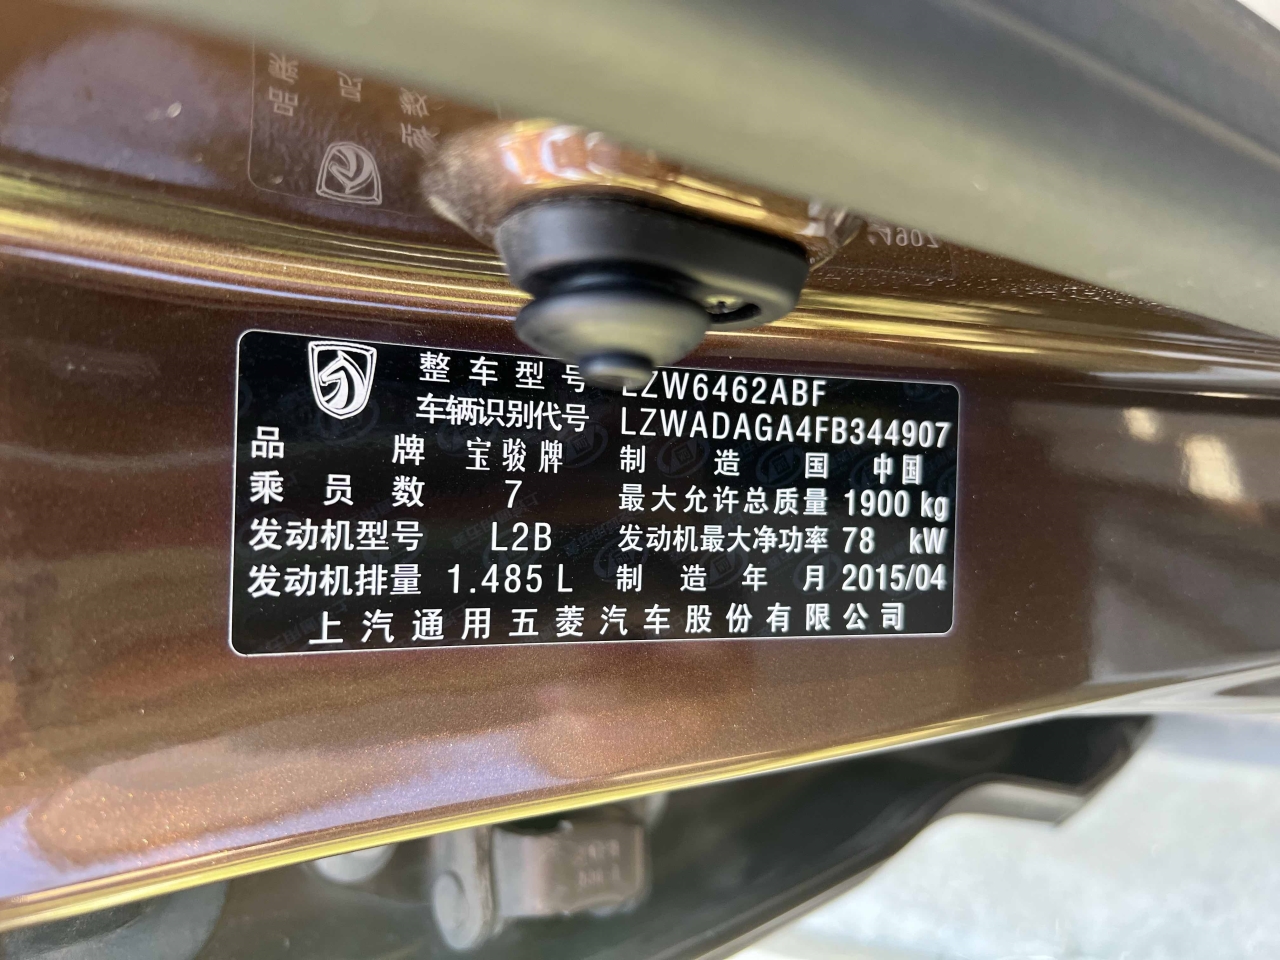 整车型号 LZW6462ABF
车辆识别代号 LZWADAGA4FB344907
品牌 宝骏牌 制造国 中国
乘员数 7 最大允许总质量 1900 kg
发动机型号 L2B 发动机最大净功率 78 kW
发动机排量 1.485 L 制造年月 2015/04
上汽通用五菱汽车股份有限公司